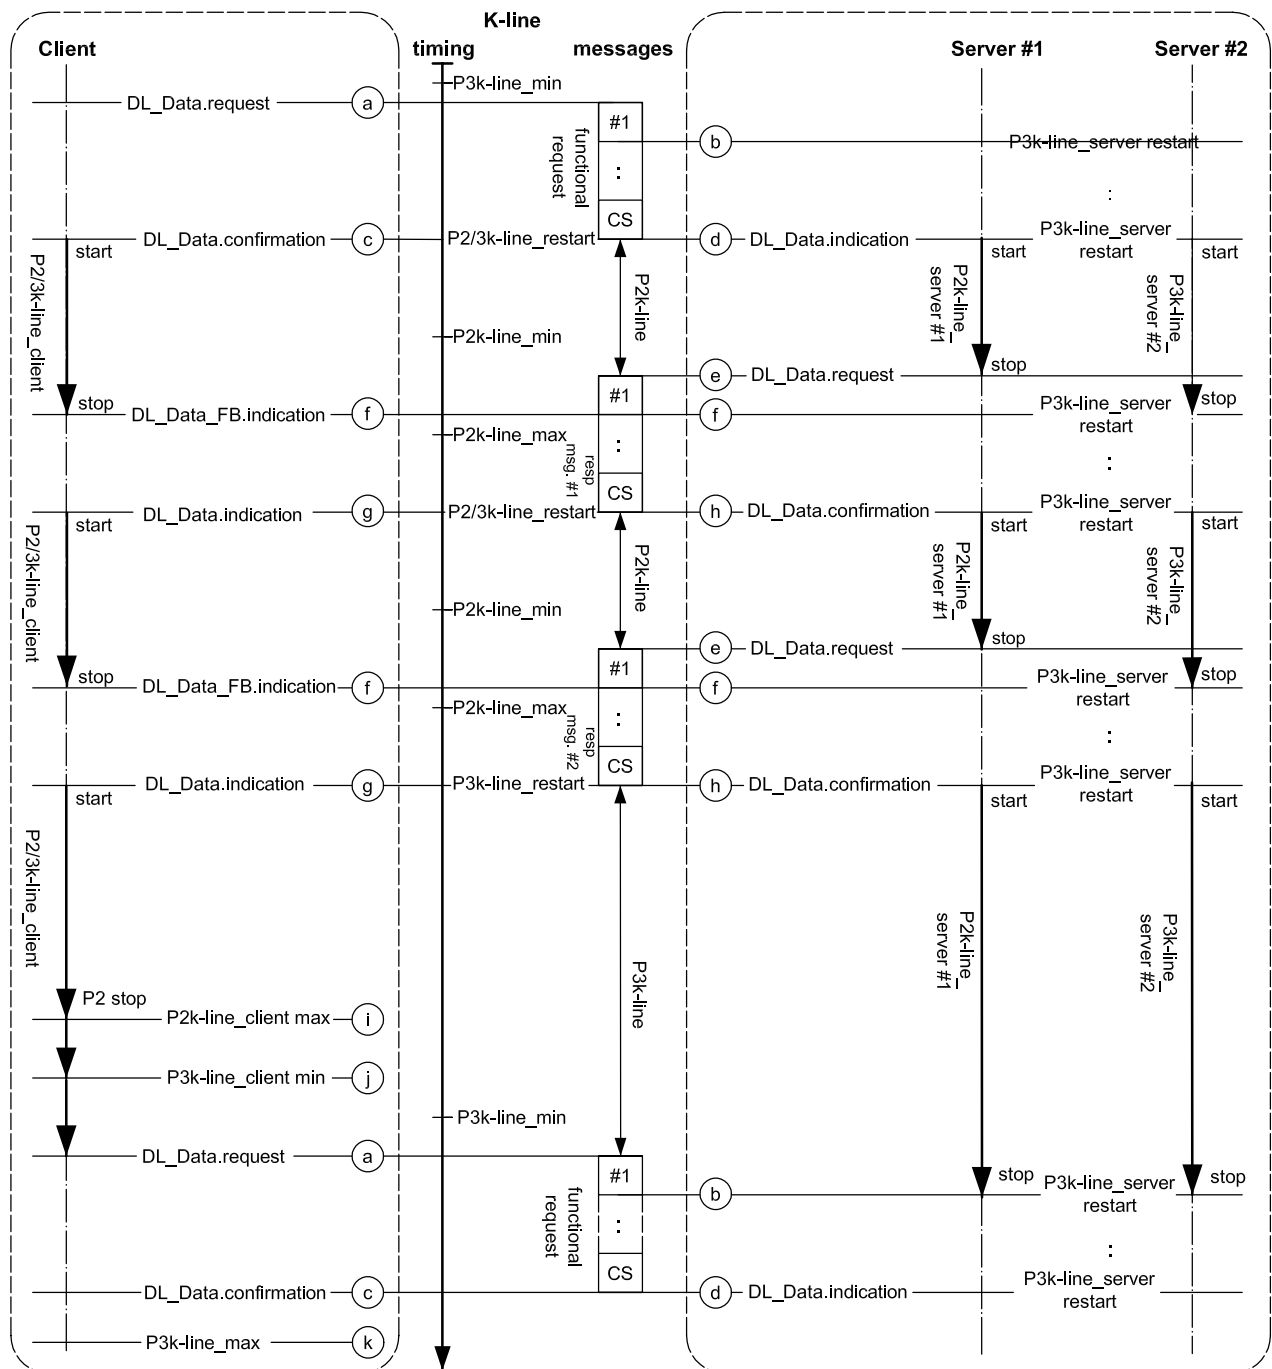 K-line
Client
timing
messages
Server #1
Server #2
P3k-line_min
DL_Data.request
a
#1
functional
request
:
b
P3k-line_server restart
:
CS
start
DL_Data.confirmation
c
P2/3k-line_restart
d
DL_Data.indication
start
P3k-line_server
restart
start
P2/3k-line_client
P2k-line
P2k-line_
server #1
P3k-line_
server #2
P2k-line_min
e
DL_Data.request
stop
#1
stop
DL_Data_FB.indication
f
f
P3k-line_server
restart
stop
P2k-line_max
resp
msg. #1
:
:
CS
start
DL_Data.indication
g
P2/3k-line_restart
h
DL_Data.confirmation
start
P3k-line_server
restart
start
P2/3k-line_client
P2k-line
P2k-line_
server #1
P3k-line_
server #2
P2k-line_min
e
DL_Data.request
stop
#1
stop
DL_Data_FB.indication
f
f
P3k-line_server
restart
stop
P2k-line_max
resp
msg. #2
:
:
CS
start
DL_Data.indication
g
P3k-line_restart
h
DL_Data.confirmation
start
P3k-line_server
restart
start
P2/3k-line_client
P3k-line
P2k-line_
server #1
P3k-line_
server #2
P2 stop
P2k-line_client max
i
P3k-line_client min
j
P3k-line_min
DL_Data.request
a
#1
functional
request
:
b
stop
P3k-line_server
restart
stop
:
CS
DL_Data.confirmation
c
d
DL_Data.indication
P3k-line_server
restart
P3k-line_max
k